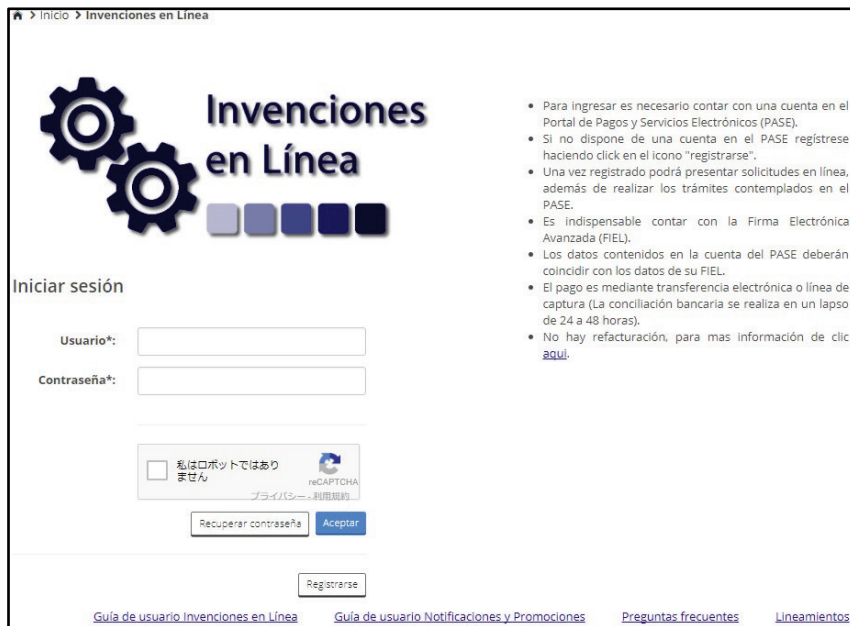 > Inicio > Invenciones en Línea
Invenciones
en Línea
Iniciar sesión
Usuario*:
Contraseña*:
私はロボットではあり
ません
reCAPTCHA
プライバシー - 利用規約
Recuperar contraseña
Aceptar
Registrarse
• Para ingresar es necesario contar con una cuenta en el
Portal de Pagos y Servicios Electrónicos (PASE).
• Si no dispone de una cuenta en el PASE regístrese
haciendo click en el icono "registrarse".
• Una vez registrado podrá presentar solicitudes en línea,
además de realizar los trámites contemplados en el
PASE.
• Es indispensable contar con la Firma Electrónica
Avanzada (FIEL).
• Los datos contenidos en la cuenta del PASE deberán
coincidir con los datos de su FIEL.
• El pago es mediante transferencia electrónica o línea de
captura (La conciliación bancaria se realiza en un lapso
de 24 a 48 horas).
• No hay refacturación, para mas información de clic
aqui.
Guía de usuario Invenciones en Línea Guía de usuario Notificaciones y Promociones Preguntas frecuentes Lineamientos